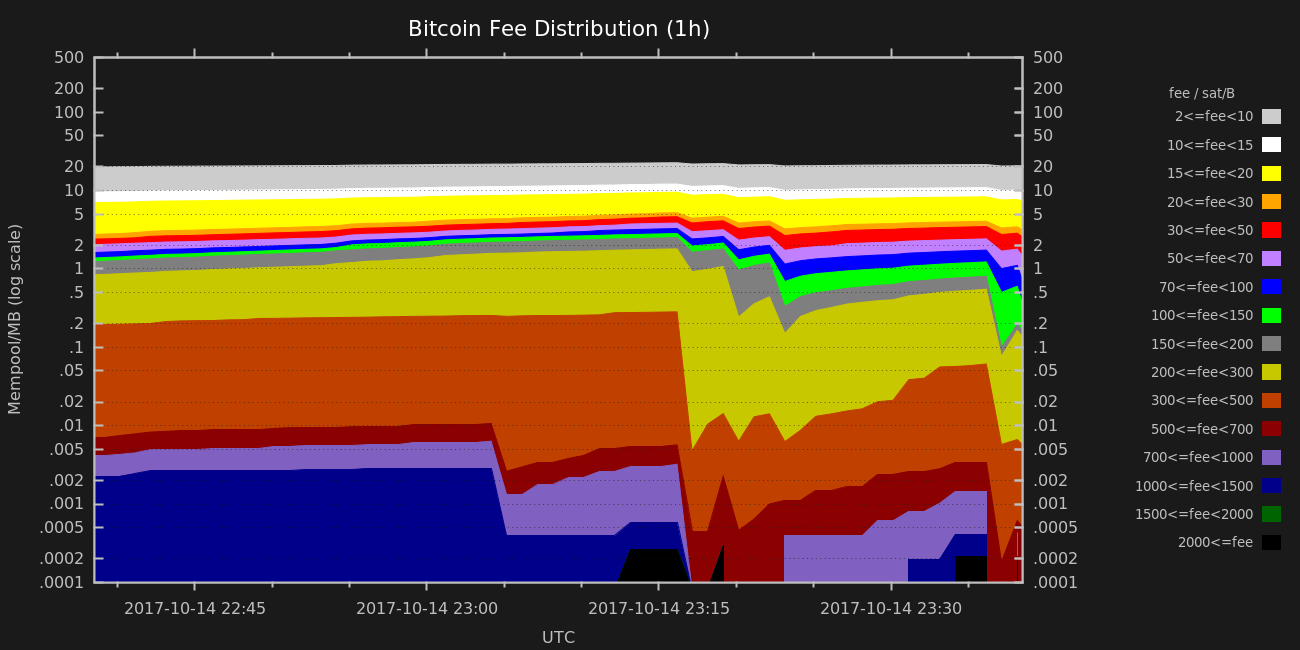 Bitcoin Fee Distribution (1h)
500
200
100
50
20
10
5
2
1
.5
.2
.1
.05
.02
.01
.005
.002
.001
.0005
.0002
.0001
Mempool/MB (log scale)
500
200
100
50
20
10
5
2
1
.5
.2
.1
.05
.02
.01
.005
.002
.001
.0005
.0002
.0001
2017-10-14 22:45 2017-10-14 23:00 2017-10-14 23:15 2017-10-14 23:30
UTC
fee / sat/B
2<=fee<10
10<=fee<15
15<=fee<20
20<=fee<30
30<=fee<50
50<=fee<70
70<=fee<100
100<=fee<150
150<=fee<200
200<=fee<300
300<=fee<500
500<=fee<700
700<=fee<1000
1000<=fee<1500
1500<=fee<2000
2000<=fee